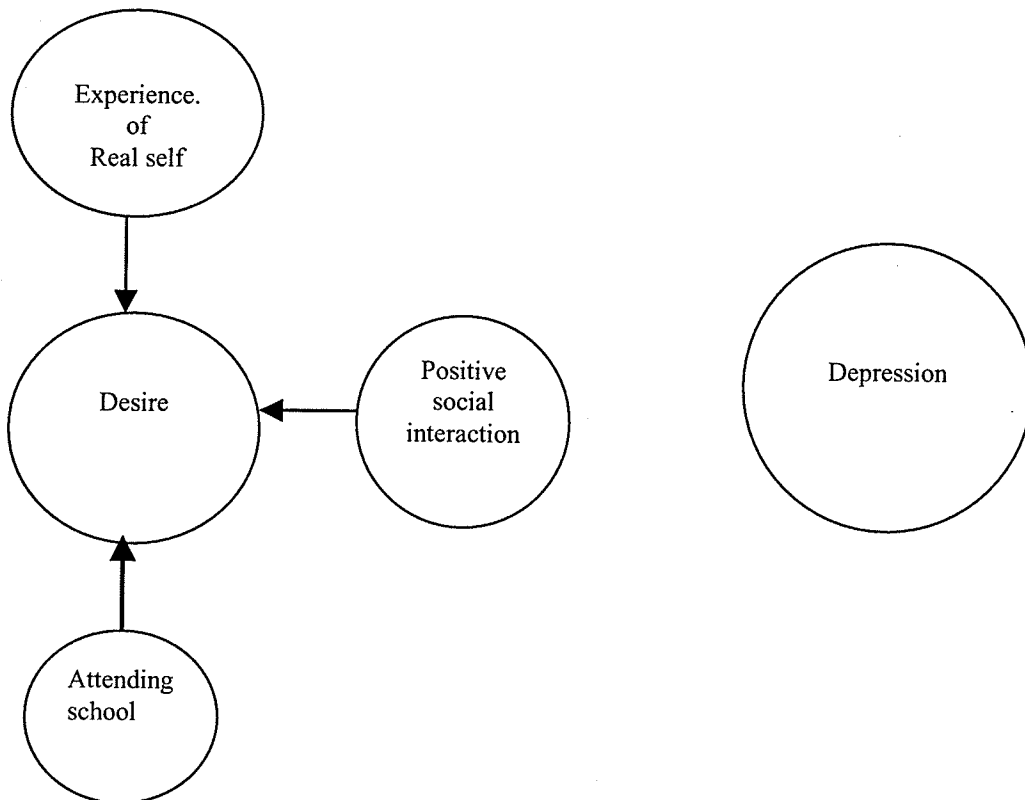 Experience.
of
Real self
Desire
Positive
social
interaction
Depression
Attending
school